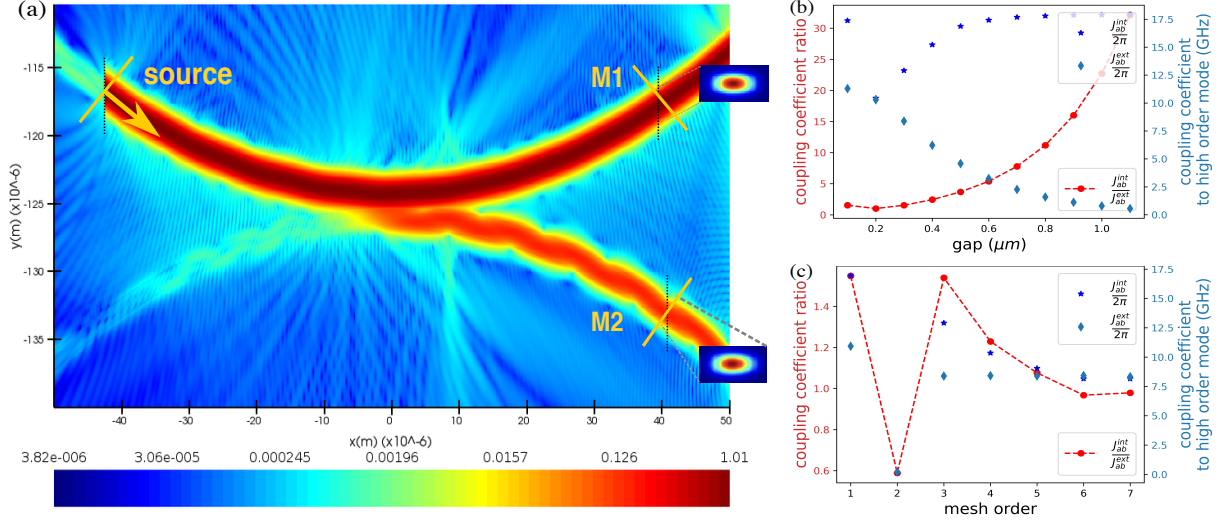 (a)
source
M1
M2
-115
-120
-125
-130
-135
y(m) (x10^-6)
-40
-30
-20
-10
0
10
20
30
40
50
x(m) (x10^-6)
3.82e-006
3.06e-005
0.000245
0.00196
0.0157
0.126
1.01
(b)
coupling coefficient ratio
30
25
20
15
10
5
0
0.2
0.4
0.6
0.8
1.0
gap (μm)
17.5
15.0
12.5
10.0
7.5
5.0
2.5
0.0
coupling coefficient
to high order mode (GHz)
J_ab^int/2π
J_ab^ext/2π
J_ab^int/J_ab^ext
(c)
coupling coefficient ratio
1.4
1.2
1.0
0.8
0.6
1
2
3
4
5
6
7
mesh order
17.5
15.0
12.5
10.0
7.5
5.0
2.5
0.0
coupling coefficient
to high order mode (GHz)
J_ab^int/2π
J_ab^ext/2π
J_ab^int/J_ab^ext